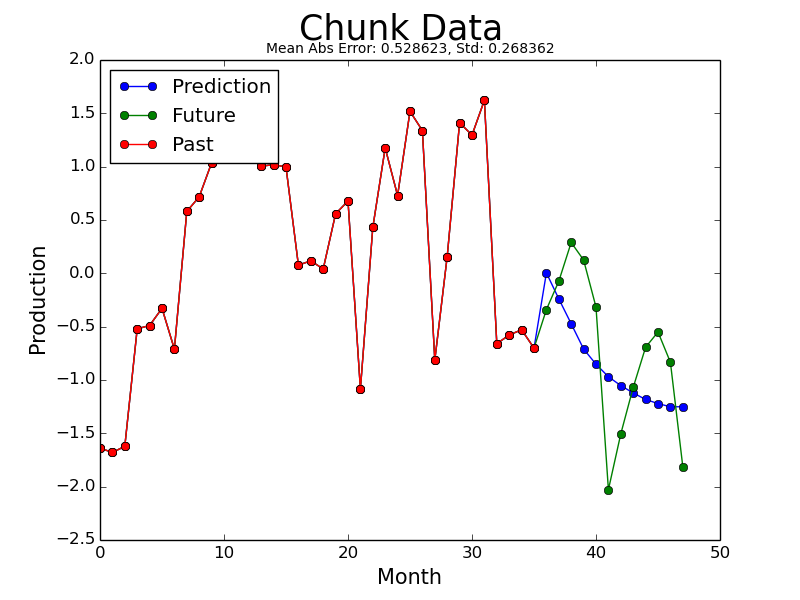 Chunk Data
Mean Abs Error: 0.528623, Std: 0.268362
2.0
1.5
1.0
0.5
0.0
−0.5
−1.0
−1.5
−2.0
−2.5
Prediction
Future
Past
Production
0 10 20 30 40 50
Month